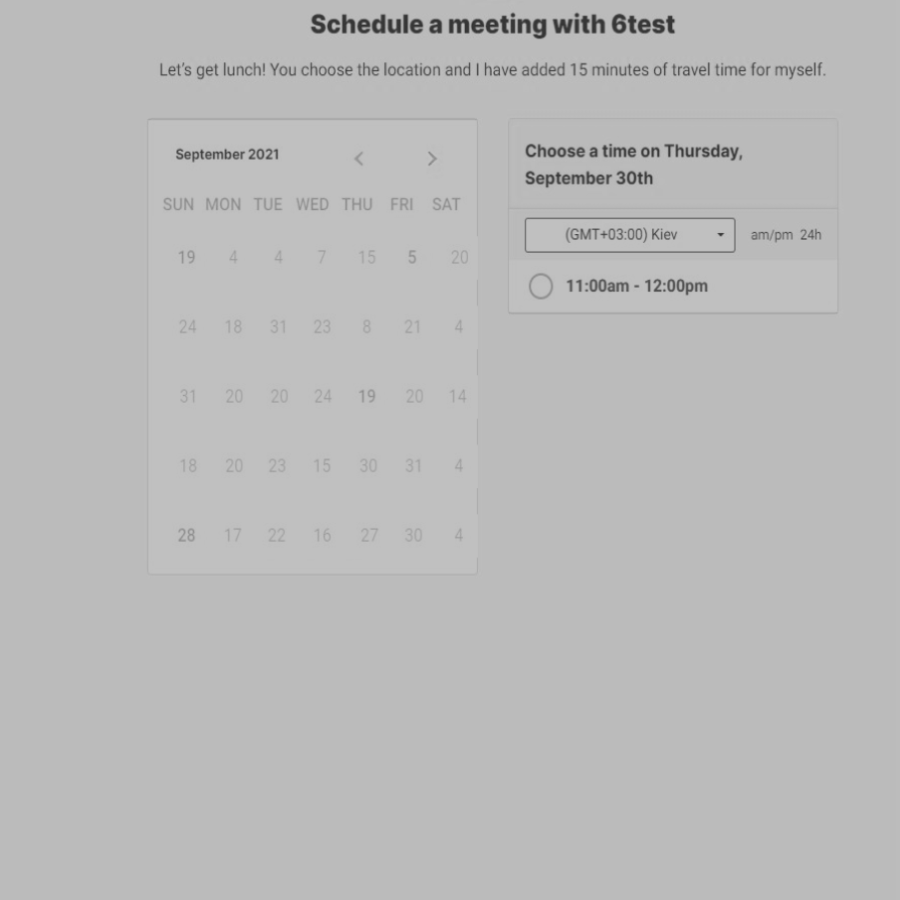 Schedule a meeting with 6test
Let's get lunch! You choose the location and I have added 15 minutes of travel time for myself.
September 2021
SUN MON TUE WED THU FRI SAT
19 4 4 7 15 5 20
24 18 31 23 8 21 4
31 20 20 24 19 20 14
18 20 23 15 30 31 4
28 17 22 16 27 30 4
Choose a time on Thursday,
September 30th
(GMT+03:00) Kiev am/pm 24h
11:00am - 12:00pm